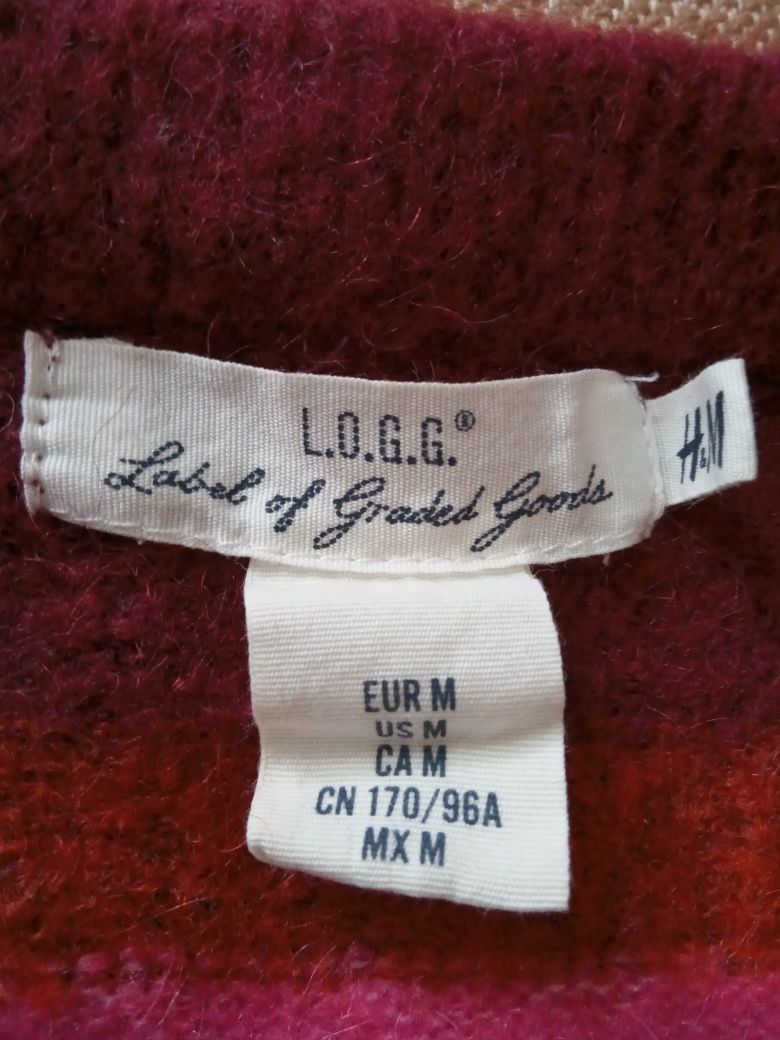 L.O.G.G.®
Label of Graded Goods
H&M
EUR M
US M
CA M
CN 170/96A
MX M